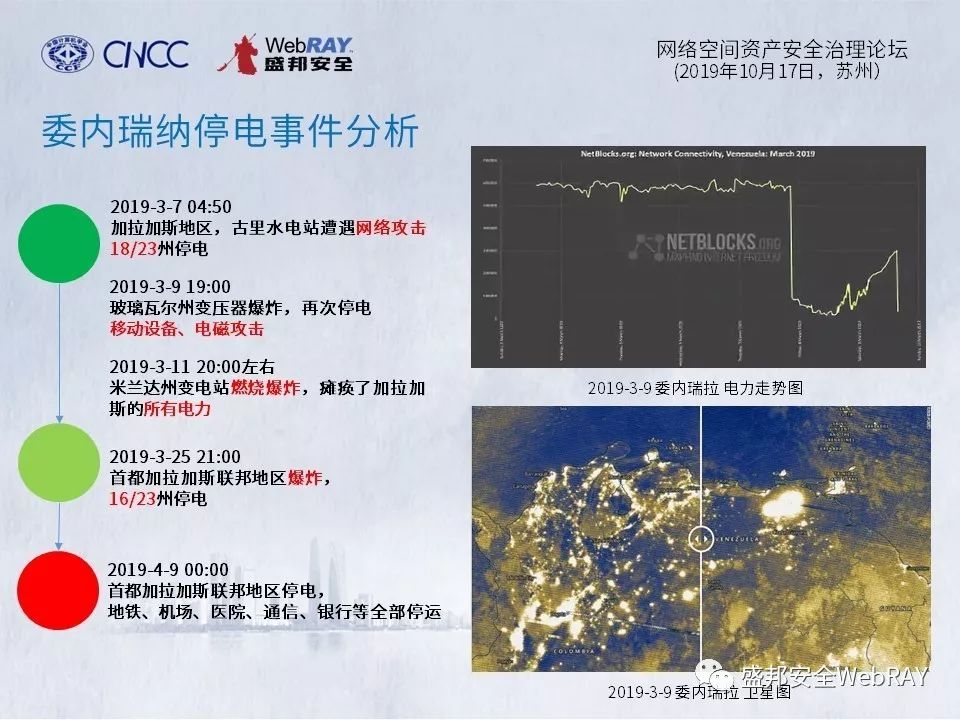 中国计算机学会
CCF
CNCC
WebRAY
盛邦安全
网络空间资产安全治理论坛
(2019年10月17日，苏州)
委内瑞纳停电事件分析
2019-3-7 04:50
加拉加斯地区，古里水电站遭遇网络攻击
18/23州停电
2019-3-9 19:00
玻璃瓦尔州变压器爆炸，再次停电
移动设备、电磁攻击
2019-3-11 20:00左右
米兰达州变电站燃烧爆炸，瘫痪了加拉加
斯的所有电力
2019-3-25 21:00
首都加拉加斯联邦地区爆炸，
16/23州停电
2019-4-9 00:00
首都加拉加斯联邦地区停电，
地铁、机场、医院、通信、银行等全部停运
NetBlocks.org: Network Connectivity, Venezuela: March 2019
NETBLOCKS.ORG
MAPPING INTERNET FREEDOM
2019-3-9 委内瑞拉 电力走势图
VENEZUELA
GUYANA
COLOMBIA
盛邦安全WebRAY
2019-3-9 委内瑞拉 卫星图